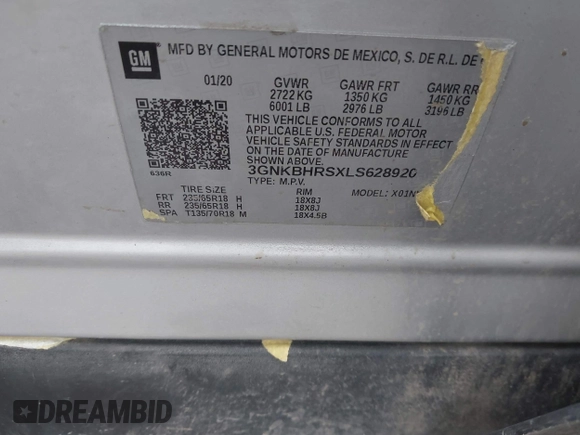 GM
MFD BY GENERAL MOTORS DE MEXICO, S. DE R.L. DE
01/20 GVWR GAWR FRT GAWR RR
2722 KG 1350 KG 1450 KG
6001 LB 2976 LB 3196 LB
THIS VEHICLE CONFORMS TO ALL
APPLICABLE U.S. FEDERAL MOTOR
VEHICLE SAFETY STANDARDS IN EFFECT
ON THE DATE OF MANUFACTURE SHOWN ABOVE.
636R 3GNKBHRSXLS628920
TYPE: M.P.V. MODEL:
TIRE SIZE RIM
FRT 235/65R18 H 18X8J
RR 235/65R18 H 18X8J
SPA T135/70R18 M 18X4.5B
DREAMBID